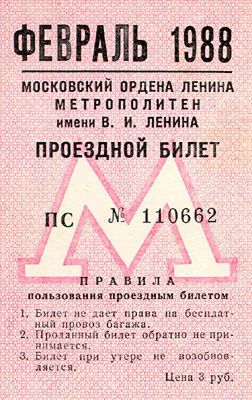 ФЕВРАЛЬ 1988
МОСКОВСКИЙ ОРДЕНА ЛЕНИНА
МЕТРОПОЛИТЕН
ИМЕНИ В. И. ЛЕНИНА
ПРОЕЗДНОЙ БИЛЕТ
М
ПС № 110662
ПРАВИЛА
пользования проездным билетом
1. Билет не дает права на бесплат-
ный провоз багажа.
2. Проданный билет обратно не при-
нимается.
3. Билет при утере не возобнов-
ляется.
Цена 3 руб.